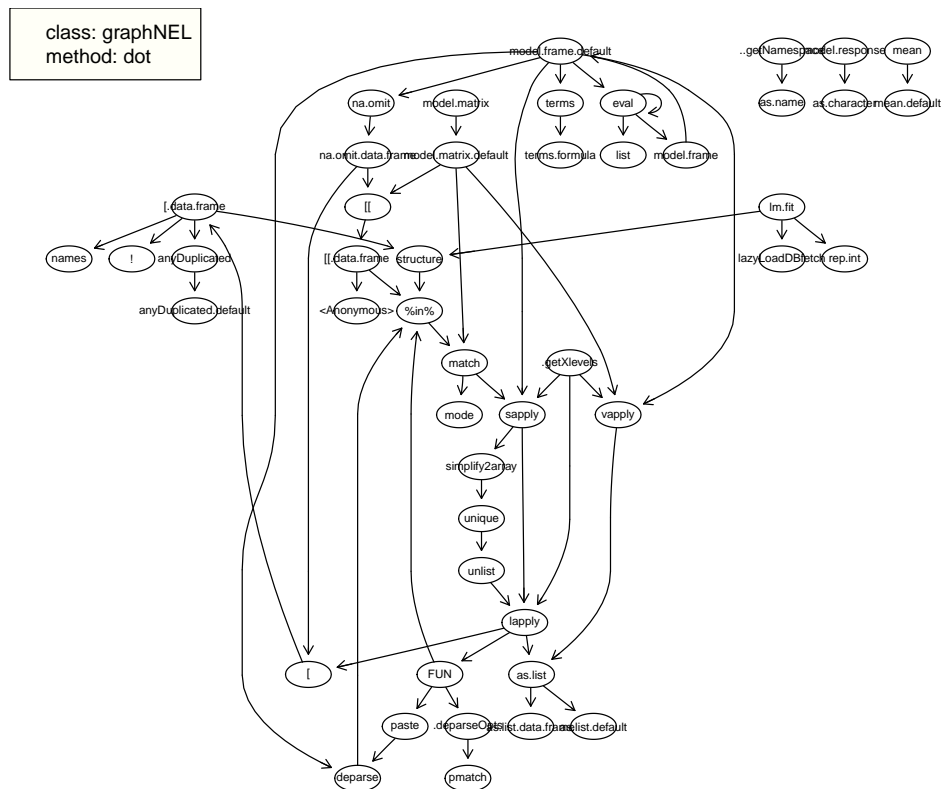 class: graphNEL
method: dot
model.frame.default
..getNamespace
model.response
mean
na.omit
model.matrix
terms
eval
as.name
as.character
mean.default
na.omit.data.frame
model.matrix.default
terms.formula
list
model.frame
[.data.frame
[[
lm.fit
names
!
anyDuplicated
[[.data.frame
structure
lazyLoadDBfetch
rep.int
anyDuplicated.default
<Anonymous>
%in%
match
.getXlevels
mode
sapply
vapply
simplify2array
unique
unlist
lapply
[
FUN
as.list
paste
.deparseOpts
as.list.data.frame
as.list.default
deparse
pmatch